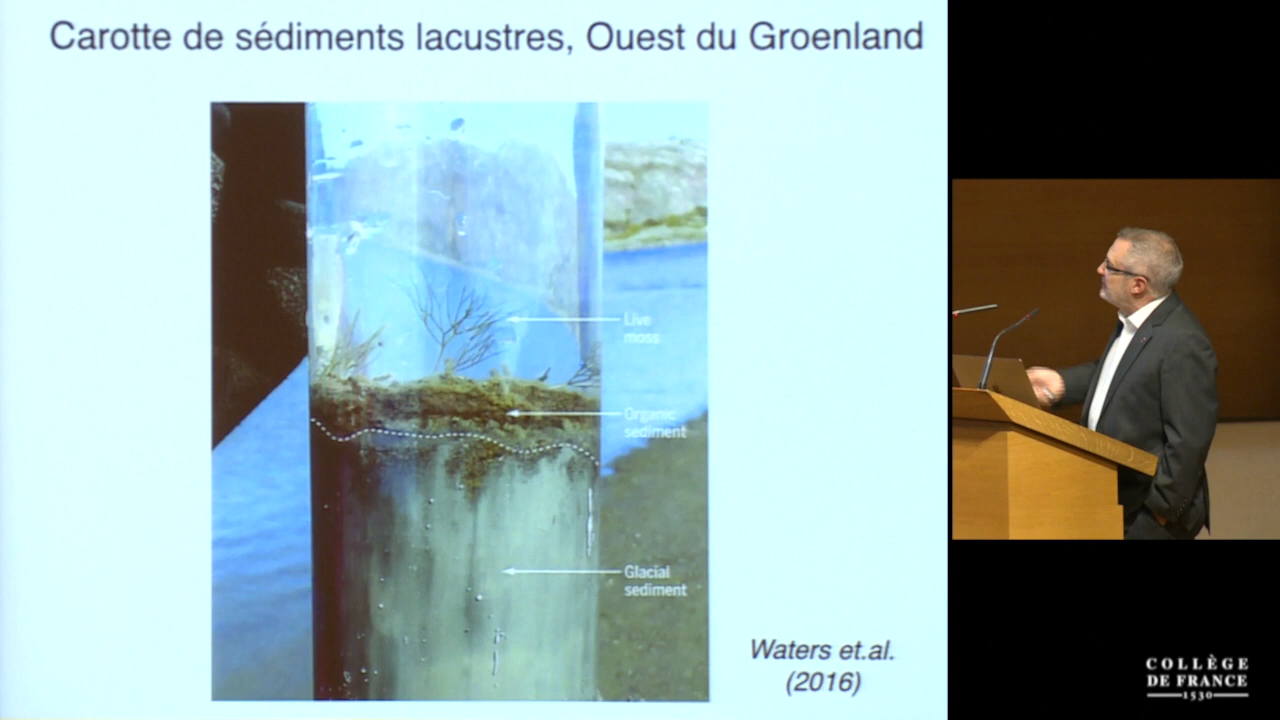 Carotte de sédiments lacustres, Ouest du Groenland
Live
moss
Organic
sediment
Glacial
sediment
Waters et.al.
(2016)
COLLÈGE
DE FRANCE
1530